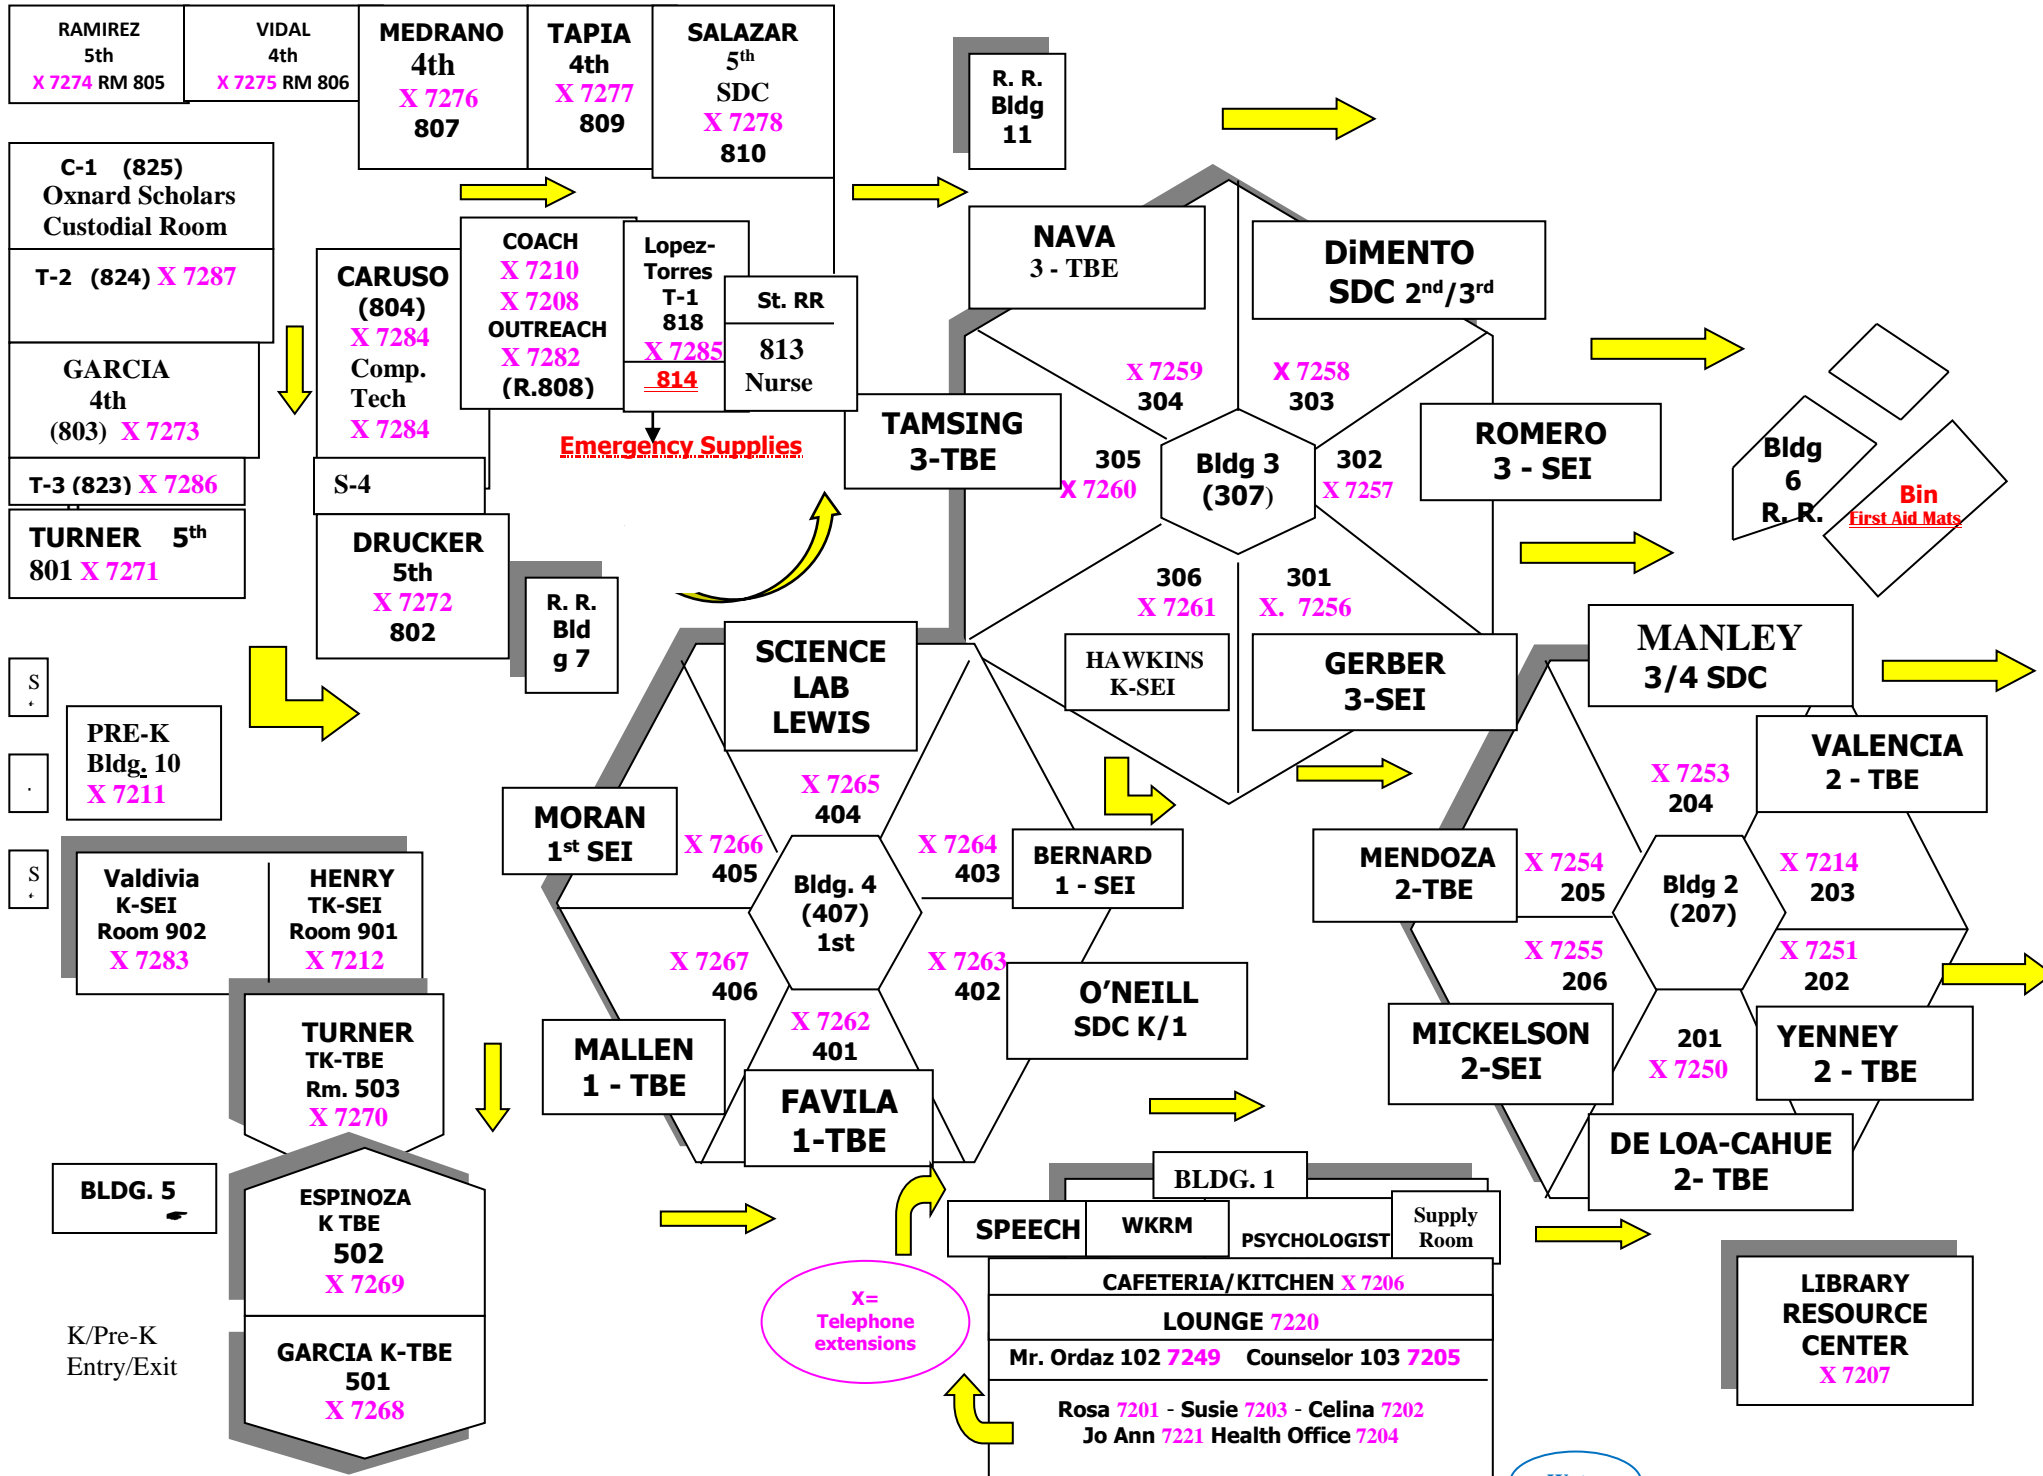 RAMIREZ
5th
X 7274 RM 805
VIDAL
4th
X 7275 RM 806
MEDRANO
4th
X 7276
807
TAPIA
4th
X 7277
809
SALAZAR
5th
SDC
X 7278
810
R. R.
Bldg
11
C-1 (825)
Oxnard Scholars
Custodial Room
T-2 (824) X 7287
GARCIA
4th
(803) X 7273
T-3 (823) X 7286
TURNER 5th
801 X 7271
CARUSO
(804)
X 7284
Comp.
Tech
X 7284
S-4
DRUCKER
5th
X 7272
802
COACH
X 7210
X 7208
OUTREACH
X 7282
(R.808)
Lopez-
Torres
T-1
818
X 7285
814
St. RR
813
Nurse
Emergency Supplies
R. R.
Bld
g 7
NAVA
3 - TBE
DiMENTO
SDC 2nd/3rd
X 7259
304
X 7258
303
TAMSING
3-TBE
305
X 7260
Bldg 3
(307)
302
X 7257
ROMERO
3 - SEI
306
X 7261
301
X. 7256
HAWKINS
K-SEI
GERBER
3-SEI
Bldg
6
R. R.
Bin
First Aid Mats
S
PRE-K
Bldg. 10
X 7211
.
S
Valdivia
K-SEI
Room 902
X 7283
HENRY
TK-SEI
Room 901
X 7212
TURNER
TK-TBE
Rm. 503
X 7270
BLDG. 5
ESPINOZA
K TBE
502
X 7269
K/Pre-K
Entry/Exit
GARCIA K-TBE
501
X 7268
SCIENCE
LAB
LEWIS
X 7265
404
MORAN
1st SEI
X 7266
405
X 7264
403
BERNARD
1 - SEI
Bldg. 4
(407)
1st
X 7267
406
X 7263
402
O'NEILL
SDC K/1
X 7262
401
MALLEN
1 - TBE
FAVILA
1-TBE
MANLEY
3/4 SDC
VALENCIA
2 - TBE
X 7253
204
MENDOZA
2-TBE
X 7254
205
Bldg 2
(207)
X 7214
203
X 7255
206
X 7251
202
MICKELSON
2-SEI
201
X 7250
YENNEY
2 - TBE
DE LOA-CAHUE
2- TBE
BLDG. 1
SPEECH
WKRM
PSYCHOLOGIST
Supply
Room
CAFETERIA/KITCHEN X 7206
LOUNGE 7220
Mr. Ordaz 102 7249 Counselor 103 7205
Rosa 7201 - Susie 7203 - Celina 7202
Jo Ann 7221 Health Office 7204
X=
Telephone
extensions
LIBRARY
RESOURCE
CENTER
X 7207